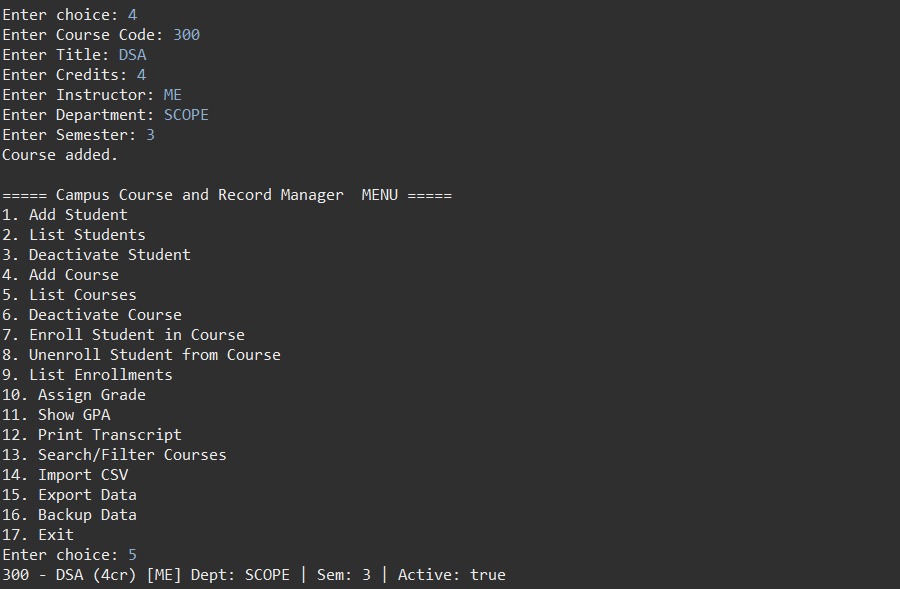 Enter choice: 4
Enter Course Code: 300
Enter Title: DSA
Enter Credits: 4
Enter Instructor: ME
Enter Department: SCOPE
Enter Semester: 3
Course added.

===== Campus Course and Record Manager  MENU =====
1. Add Student
2. List Students
3. Deactivate Student
4. Add Course
5. List Courses
6. Deactivate Course
7. Enroll Student in Course
8. Unenroll Student from Course
9. List Enrollments
10. Assign Grade
11. Show GPA
12. Print Transcript
13. Search/Filter Courses
14. Import CSV
15. Export Data
16. Backup Data
17. Exit
Enter choice: 5
300 - DSA (4cr) [ME] Dept: SCOPE | Sem: 3 | Active: true